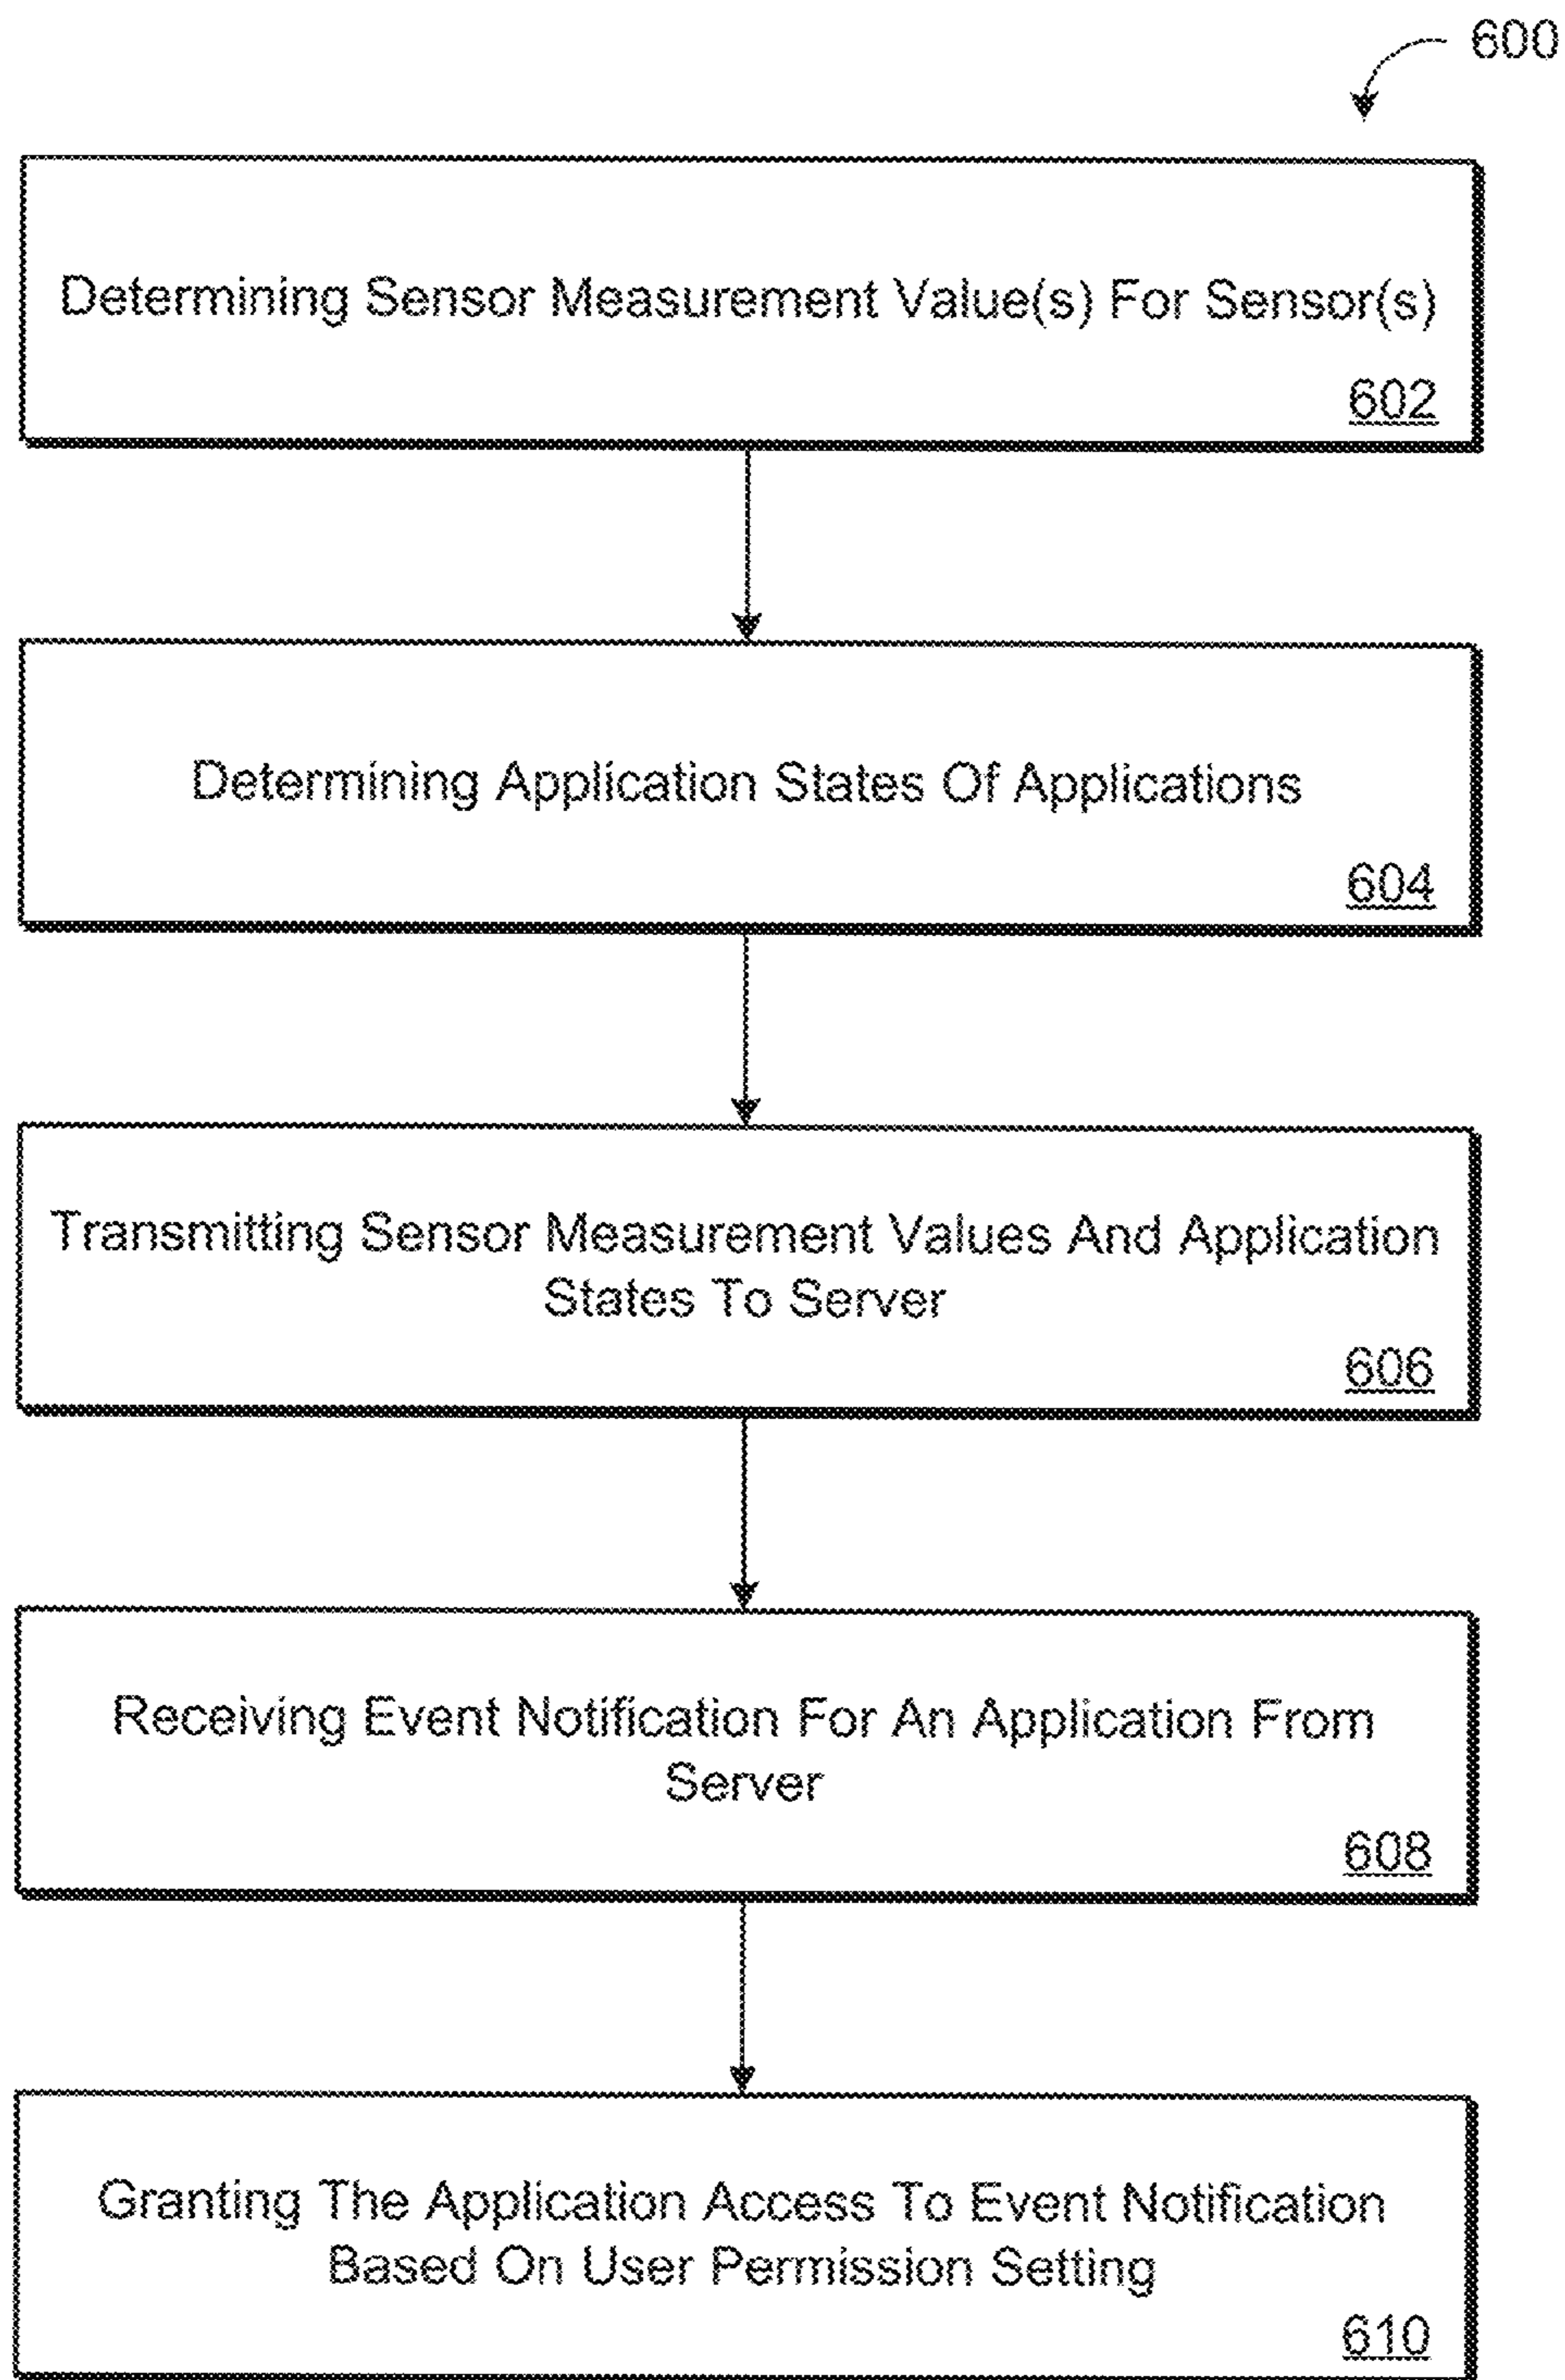 600
Determining Sensor Measurement Value(s) For Sensor(s)
602
Determining Application States Of Applications
604
Transmitting Sensor Measurement Values And Application
States To Server
606
Receiving Event Notification For An Application From
Server
608
Granting The Application Access To Event Notification
Based On User Permission Setting
610